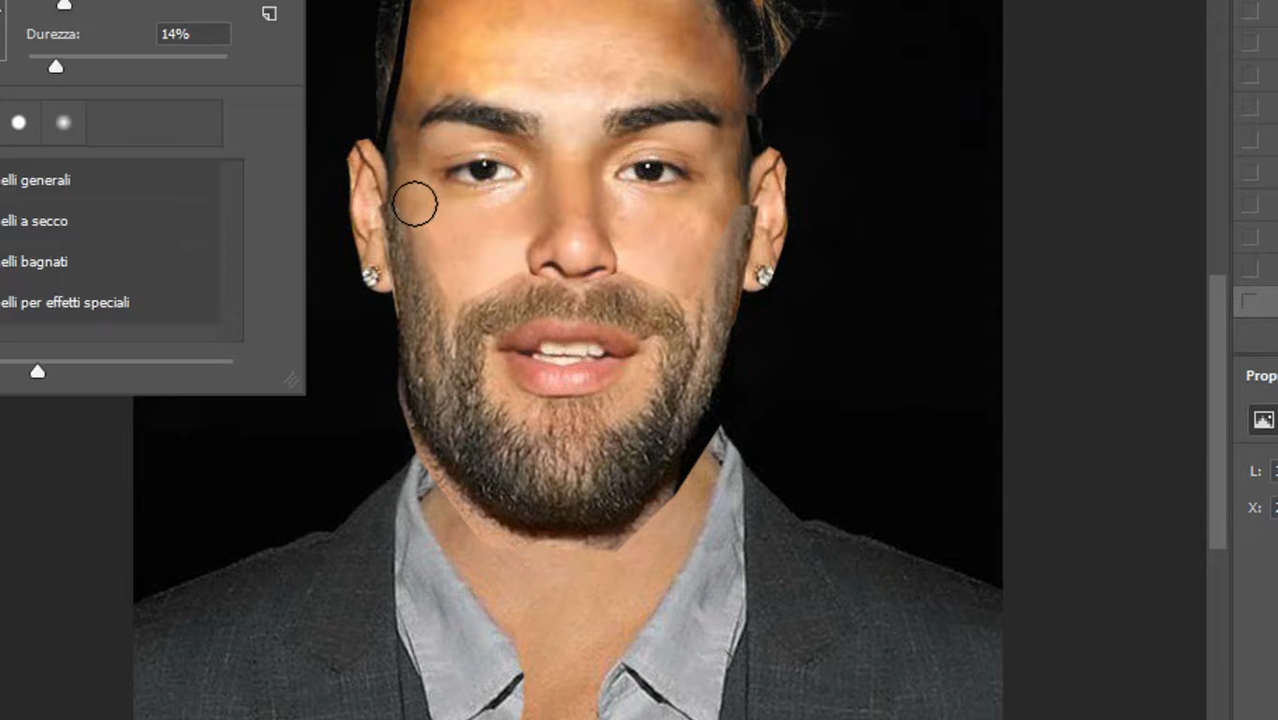 Durezza:
14%
elli generali
elli a secco
elli bagnati
elli per effetti speciali
Prop
L:
X: